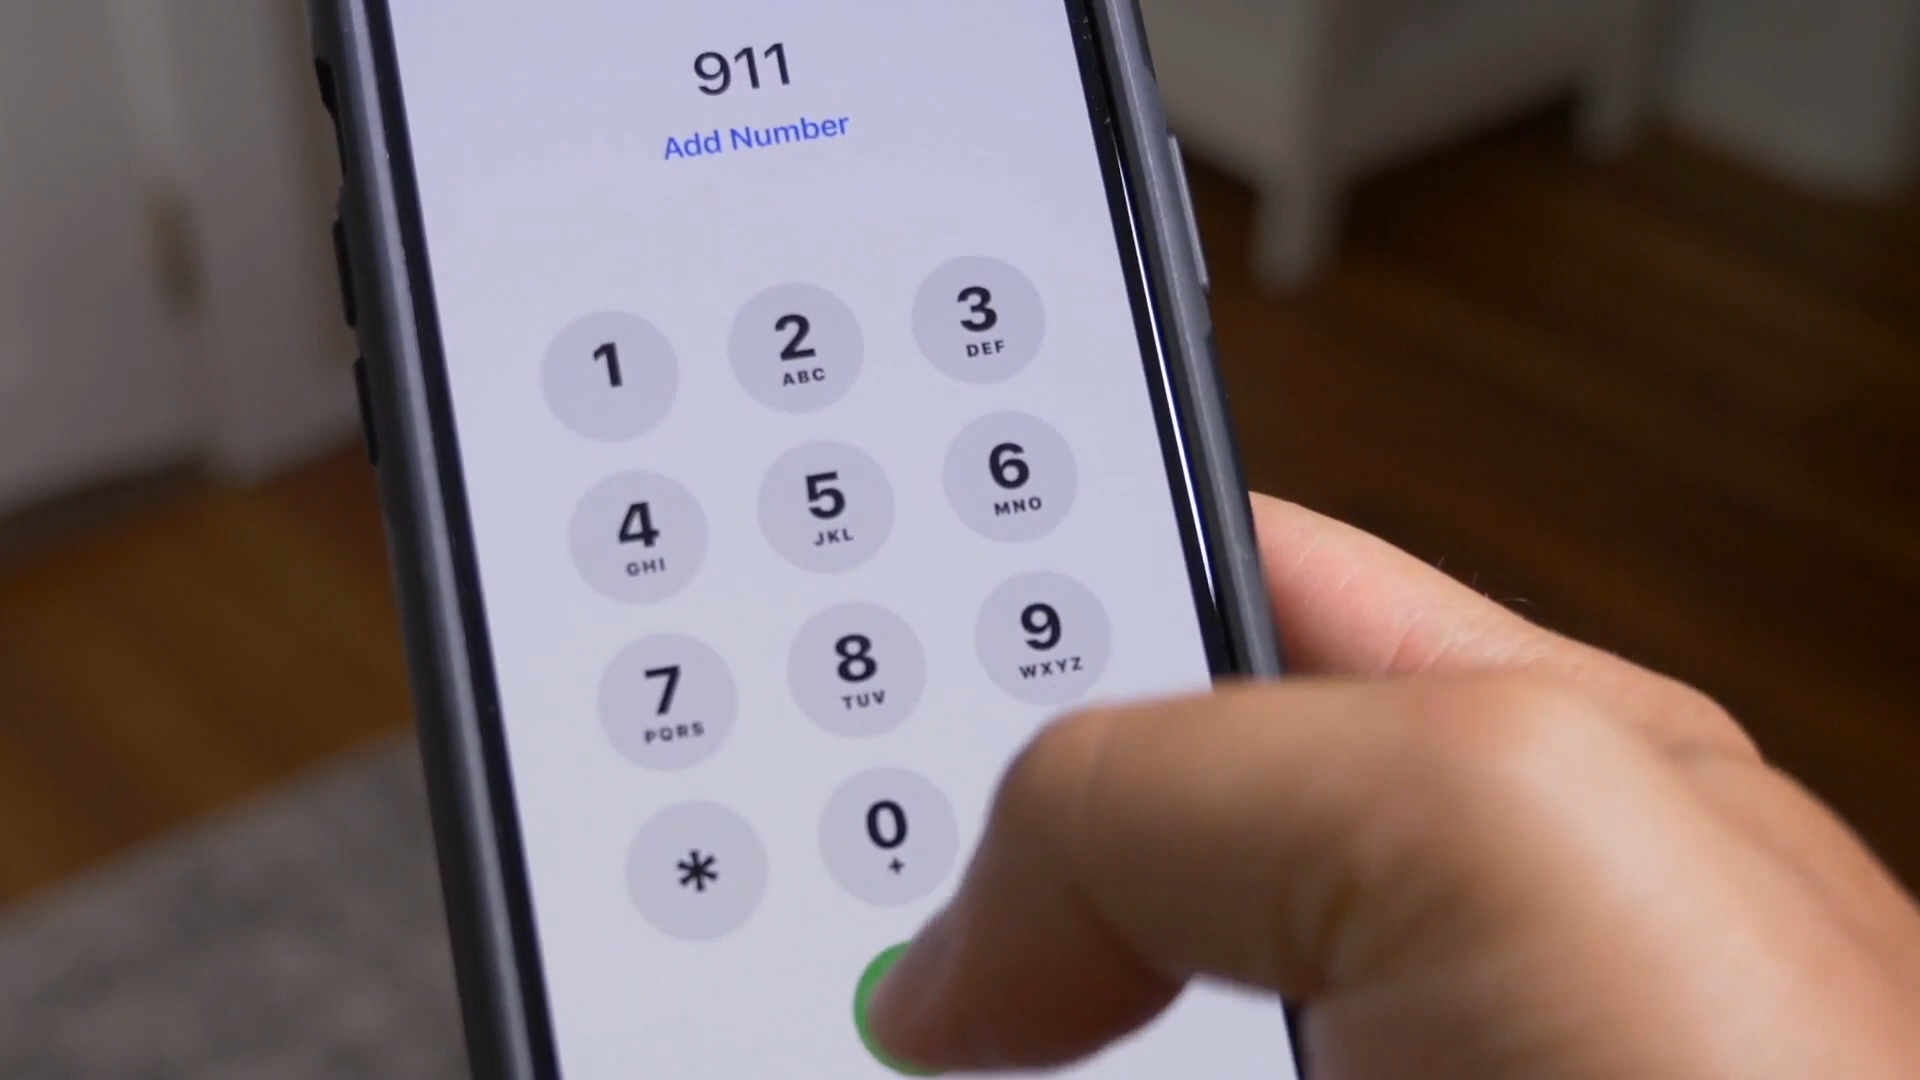 911
Add Number
1 2 3
ABC DEF
4 5 6
GHI JKL MNO
7 8 9
PQRS TUV WXYZ
* 0
+